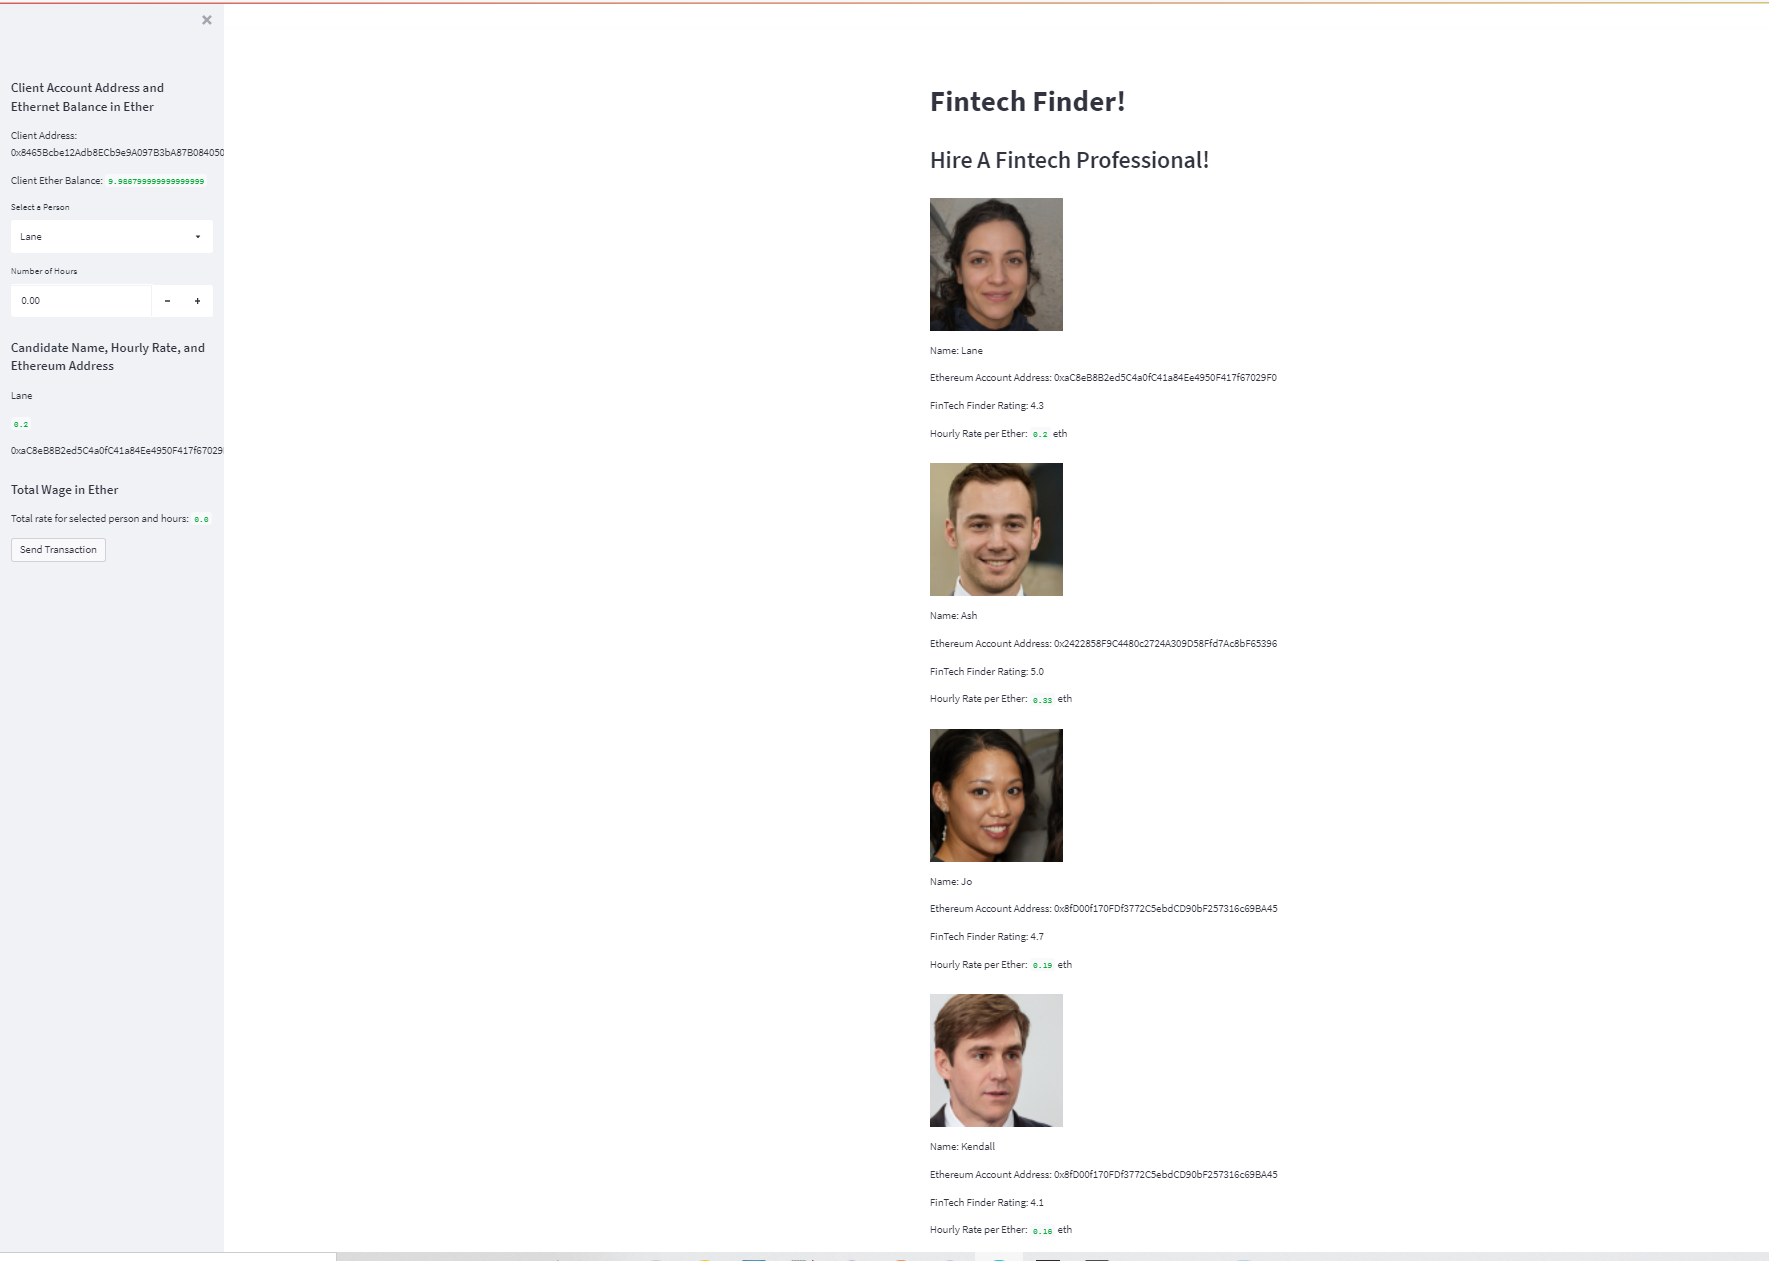 ×
Client Account Address and
Ethernet Balance in Ether
Client Address:
0x8465Bcbe12Adb8ECb9e9A097B3bA87B084050
Client Ether Balance: 9.986799999999999999
Select a Person
Lane
Number of Hours
0.00
− +
Candidate Name, Hourly Rate, and
Ethereum Address
Lane
0.2
0xaC8eB8B2ed5C4a0fC41a84Ee4950F417f67029
Total Wage in Ether
Total rate for selected person and hours: 0.0
Send Transaction
Fintech Finder!
Hire A Fintech Professional!
Name: Lane
Ethereum Account Address: 0xaC8eB8B2ed5C4a0fC41a84Ee4950F417f67029F0
FinTech Finder Rating: 4.3
Hourly Rate per Ether: 0.2 eth
Name: Ash
Ethereum Account Address: 0x2422858F9C4480c2724A309D58Ffd7Ac8bF65396
FinTech Finder Rating: 5.0
Hourly Rate per Ether: 0.33 eth
Name: Jo
Ethereum Account Address: 0x8fD00f170FDf3772C5ebdCD90bF257316c69BA45
FinTech Finder Rating: 4.7
Hourly Rate per Ether: 0.19 eth
Name: Kendall
Ethereum Account Address: 0x8fD00f170FDf3772C5ebdCD90bF257316c69BA45
FinTech Finder Rating: 4.1
Hourly Rate per Ether: 0.16 eth